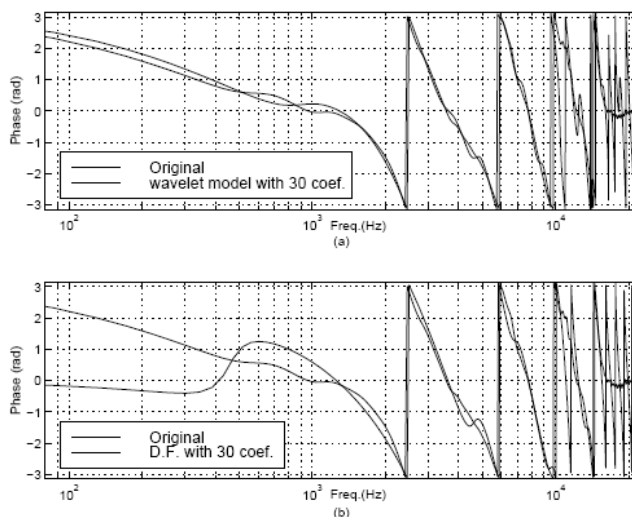 3
2
1
0
−1
−2
−3
Phase (rad)
Original
wavelet model with 30 coef.
10²
10³
10⁴
Freq.(Hz)
(a)
3
2
1
0
−1
−2
−3
Phase (rad)
Original
D.F. with 30 coef.
10²
10³
10⁴
Freq.(Hz)
(b)